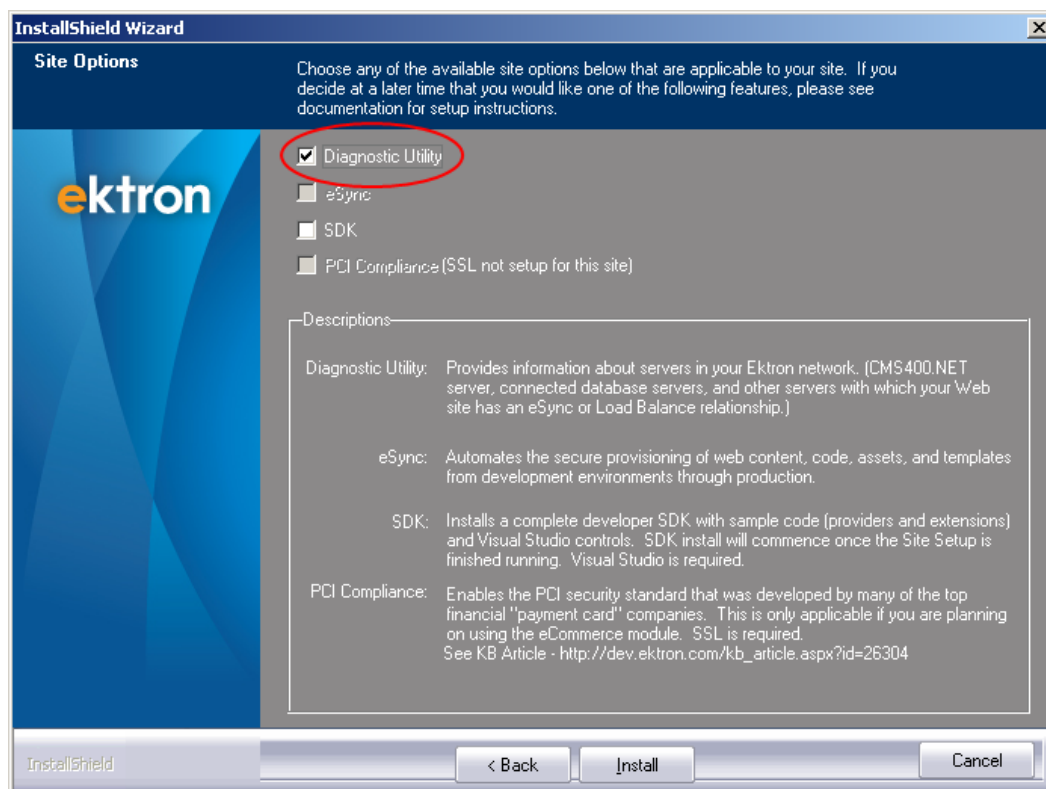 InstallShield Wizard
Site Options
Choose any of the available site options below that are applicable to your site. If you
decide at a later time that you would like one of the following features, please see
documentation for setup instructions.
ektron
Diagnostic Utility
eSync
SDK
PCI Compliance (SSL not setup for this site)
Descriptions
Diagnostic Utility: Provides information about servers in your Ektron network. (CMS400.NET
server, connected database servers, and other servers with which your Web
site has an eSync or Load Balance relationship.)
eSync: Automates the secure provisioning of web content, code, assets, and templates
from development environments through production.
SDK: Installs a complete developer SDK with sample code (providers and extensions)
and Visual Studio controls. SDK install will commence once the Site Setup is
finished running. Visual Studio is required.
PCI Compliance: Enables the PCI security standard that was developed by many of the top
financial "payment card" companies. This is only applicable if you are planning
on using the eCommerce module. SSL is required.
See KB Article - http://dev.ektron.com/kb_article.aspx?id=26304
InstallShield
< Back
Install
Cancel